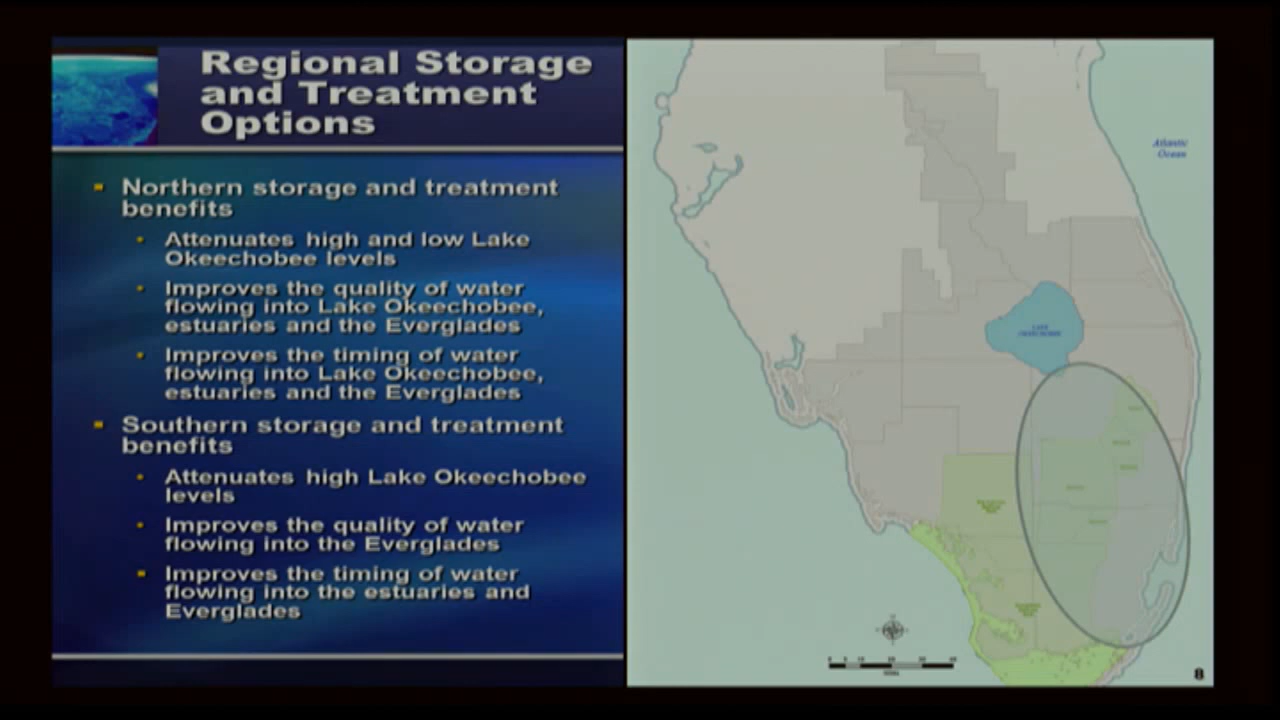 Regional Storage
and Treatment
Options
Northern storage and treatment
benefits
Attenuates high and low Lake
Okeechobee levels
Improves the quality of water
flowing into Lake Okeechobee,
estuaries and the Everglades
Improves the timing of water
flowing into Lake Okeechobee,
estuaries and the Everglades
Southern storage and treatment
benefits
Attenuates high Lake Okeechobee
levels
Improves the quality of water
flowing into the Everglades
Improves the timing of water
flowing into the estuaries and
Everglades
Atlantic
Ocean
LAKE
OKEECHOBEE
8